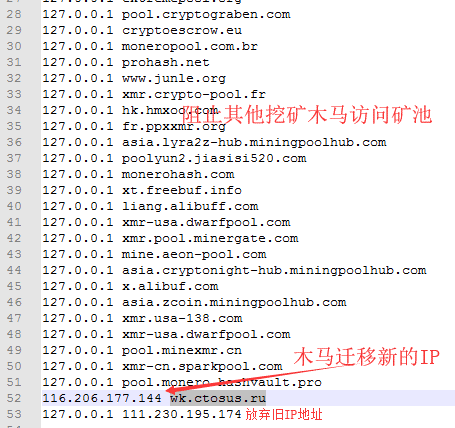 28 127.0.0.1 pool.cryptograben.com
29 127.0.0.1 cryptoescrow.eu
30 127.0.0.1 moneropool.com.br
31 127.0.0.1 prohash.net
32 127.0.0.1 www.junle.org
33 127.0.0.1 xmr.crypto-pool.fr
34 127.0.0.1 hk.hmxoo.com
阻止其他挖矿木马访问矿池
35 127.0.0.1 fr.ppxxmr.org
36 127.0.0.1 asia.lyra2z-hub.miningpoolhub.com
37 127.0.0.1 poolyun2.jiasisi520.com
38 127.0.0.1 monerohash.com
39 127.0.0.1 xt.freebuf.info
40 127.0.0.1 liang.alibuff.com
41 127.0.0.1 xmr-usa.dwarfpool.com
42 127.0.0.1 xmr.pool.minergate.com
43 127.0.0.1 mine.aeon-pool.com
44 127.0.0.1 asia.cryptonight-hub.miningpoolhub.com
45 127.0.0.1 x.alibuf.com
46 127.0.0.1 asia.zcoin.miningpoolhub.com
47 127.0.0.1 xmr.usa-138.com
48 127.0.0.1 xmr-usa.dwarfpool.com
49 127.0.0.1 pool.minexmr.cn
木马迁移新的IP
50 127.0.0.1 xmr-cn.sparkpool.com
51 127.0.0.1 pool.monero.hashvault.pro
52 116.206.177.144 wk.ctosus.ru
53 127.0.0.1 111.230.195.174 放弃旧IP地址